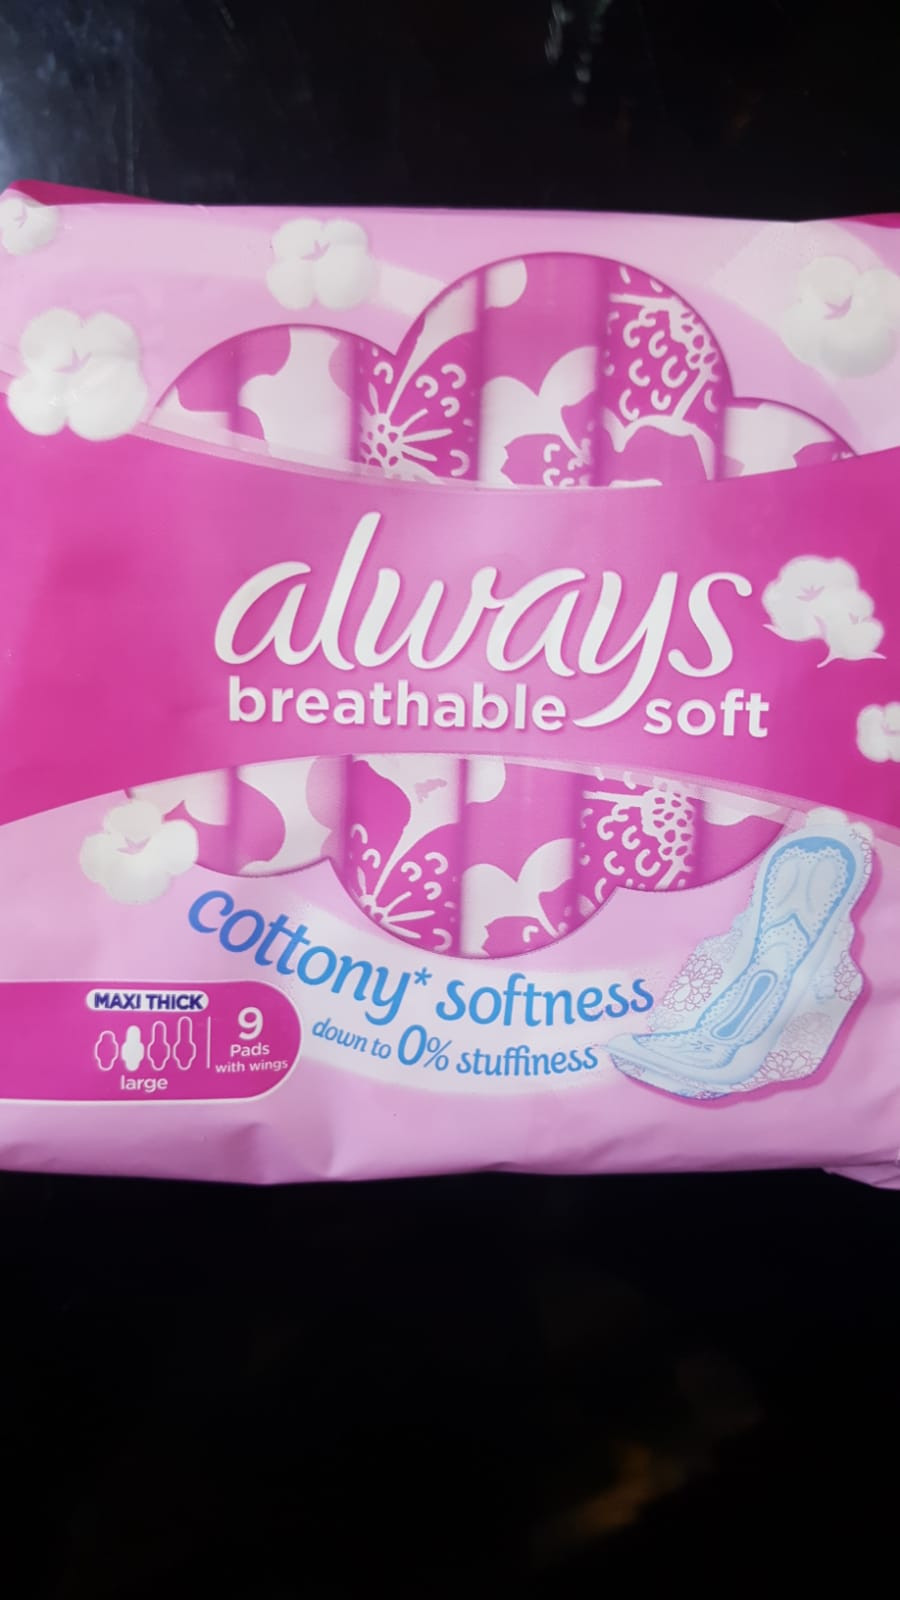 always
breathable soft
cottony* softness
down to 0% stuffiness
MAXI THICK
large
9
Pads
with wings